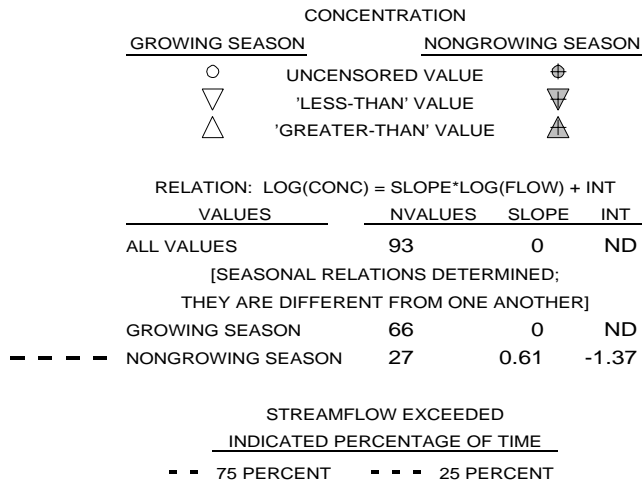 CONCENTRATION
GROWING SEASON NONGROWING SEASON
UNCENSORED VALUE
'LESS-THAN' VALUE
'GREATER-THAN' VALUE
RELATION: LOG(CONC) = SLOPE*LOG(FLOW) + INT
VALUES NVALUES SLOPE INT
ALL VALUES 93 0 ND
[SEASONAL RELATIONS DETERMINED;
THEY ARE DIFFERENT FROM ONE ANOTHER]
GROWING SEASON 66 0 ND
NONGROWING SEASON 27 0.61 -1.37
STREAMFLOW EXCEEDED
INDICATED PERCENTAGE OF TIME
75 PERCENT 25 PERCENT